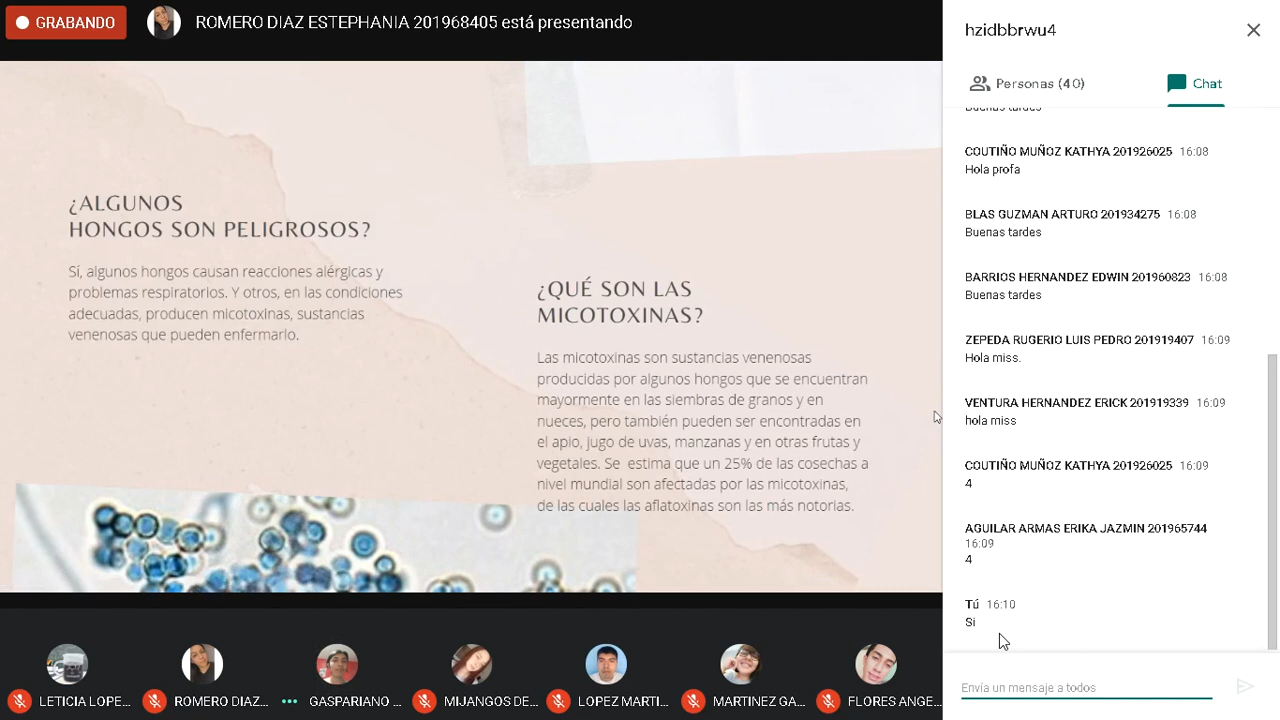 GRABANDO
ROMERO DIAZ ESTEPHANIA 201968405 está presentando
¿ALGUNOS
HONGOS SON PELIGROSOS?
Sí, algunos hongos causan reacciones alérgicas y
problemas respiratorios. Y otros, en las condiciones
adecuadas, producen micotoxinas, sustancias
venenosas que pueden enfermarlo.
¿QUÉ SON LAS
MICOTOXINAS?
Las micotoxinas son sustancias venenosas
producidas por algunos hongos que se encuentran
mayormente en las siembras de granos y en
nueces, pero también pueden ser encontradas en
el apio, jugo de uvas, manzanas y en otras frutas y
vegetales. Se  estima que un 25% de las cosechas a
nivel mundial son afectadas por las micotoxinas,
de las cuales las aflatoxinas son las más notorias.
LETICIA LOPE...
ROMERO DIAZ...
GASPARIANO ...
MIJANGOS DE...
LOPEZ MARTI...
MARTINEZ GA...
FLORES ANGE...
hzidbbrwu4
Personas (40)
Chat
Buenas tardes
COUTIÑO MUÑOZ KATHYA 201926025 16:08
Hola profa
BLAS GUZMAN ARTURO 201934275 16:08
Buenas tardes
BARRIOS HERNANDEZ EDWIN 201960823 16:08
Buenas tardes
ZEPEDA RUGERIO LUIS PEDRO 201919407 16:09
Hola miss.
VENTURA HERNANDEZ ERICK 201919339 16:09
hola miss
COUTIÑO MUÑOZ KATHYA 201926025 16:09
4
AGUILAR ARMAS ERIKA JAZMIN 201965744
16:09
4
Tú 16:10
Si
Envía un mensaje a todos